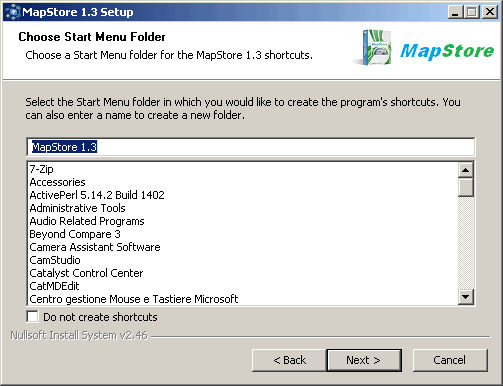 MapStore 1.3 Setup
Choose Start Menu Folder
Choose a Start Menu folder for the MapStore 1.3 shortcuts.
MapStore
Select the Start Menu folder in which you would like to create the program's shortcuts. You
can also enter a name to create a new folder.
MapStore 1.3
7-Zip
Accessories
ActivePerl 5.14.2 Build 1402
Administrative Tools
Audio Related Programs
Beyond Compare 3
Camera Assistant Software
CamStudio
Catalyst Control Center
CatMDEdit
Centro gestione Mouse e Tastiere Microsoft
Do not create shortcuts
Nullsoft Install System v2.46
< Back
Next >
Cancel